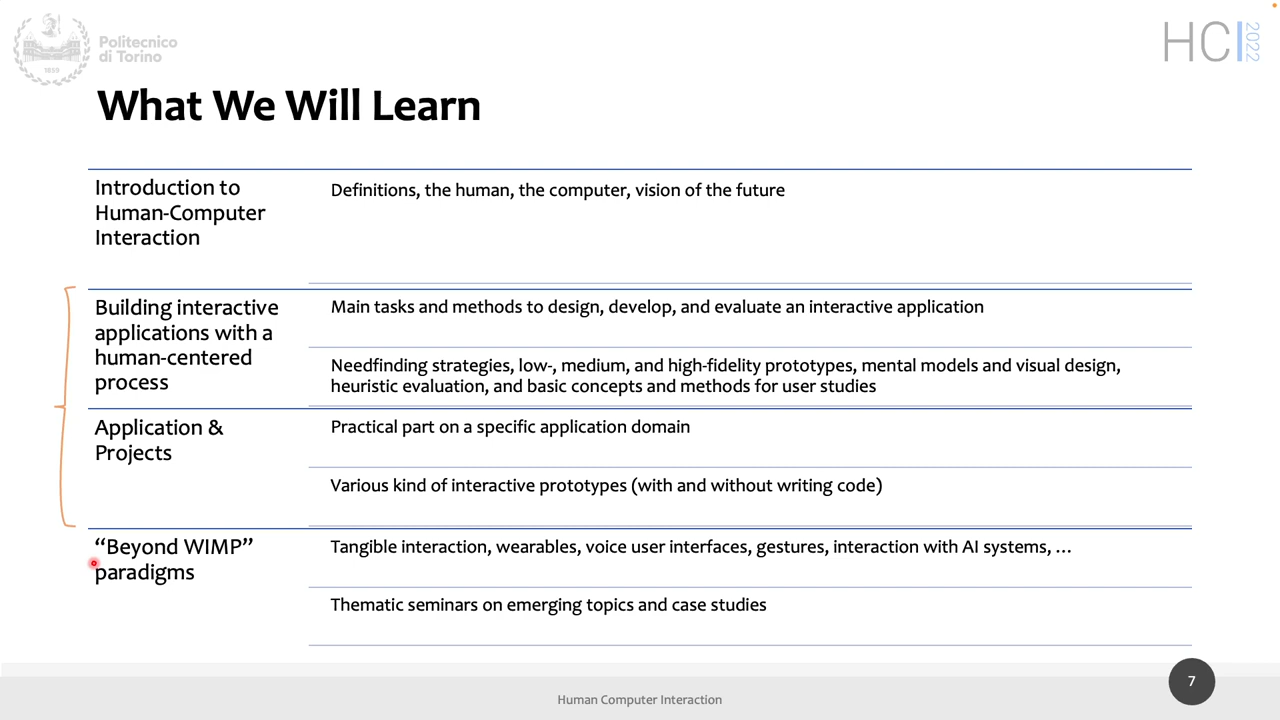 Politecnico
di Torino
1859
HCI 2022
What We Will Learn
Introduction to
Human-Computer
Interaction
Definitions, the human, the computer, vision of the future
Building interactive
applications with a
human-centered
process
Main tasks and methods to design, develop, and evaluate an interactive application
Needfinding strategies, low-, medium, and high-fidelity prototypes, mental models and visual design,
heuristic evaluation, and basic concepts and methods for user studies
Application &
Projects
Practical part on a specific application domain
Various kind of interactive prototypes (with and without writing code)
“Beyond WIMP”
paradigms
Tangible interaction, wearables, voice user interfaces, gestures, interaction with AI systems, …
Thematic seminars on emerging topics and case studies
Human Computer Interaction
7